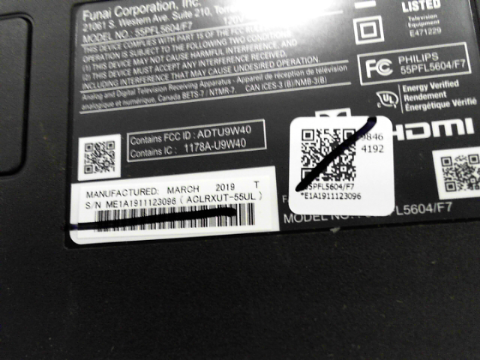 Funai Corporation, Inc.
21061 S. Western Ave. Suite 210,
MODEL NO.: 55PFL5604/F7 120V
THIS DEVICE COMPLIES WITH PART 15 OF THE FCC
OPERATION IS SUBJECT TO THE FOLLOWING TWO CONDITIONS
(1) THIS DEVICE MAY NOT CAUSE HARMFUL INTERFERENCE, AND
(2) THIS DEVICE MUST ACCEPT ANY INTERFERENCE RECEIVED,
INCLUDING INTERFERENCE THAT MAY CAUSE UNDESIRED OPERATION.
Analog and Digital Television Receiving Apparatus - Appareil de réception de télévision
analogique et numérique, Canada BETS-7 / NTMR-7. CAN ICES-3 (B)/NMB-3(B)
LISTED
Television
Equipment
E471229
FC PHILIPS
55PFL5604/F7
Energy Verified
Rendement
Énergétique Vérifié
HDMI
Contains FCC ID : ADTU9W40
Contains IC : 1178A-U9W40
9846
4192
55PFL5604/F7
*E1A1911123096
MANUFACTURED: MARCH 2019 T
S/N ME1A1911123096 (ACLRXUT-55UL)
MODEL NO.: PFL5604/F7